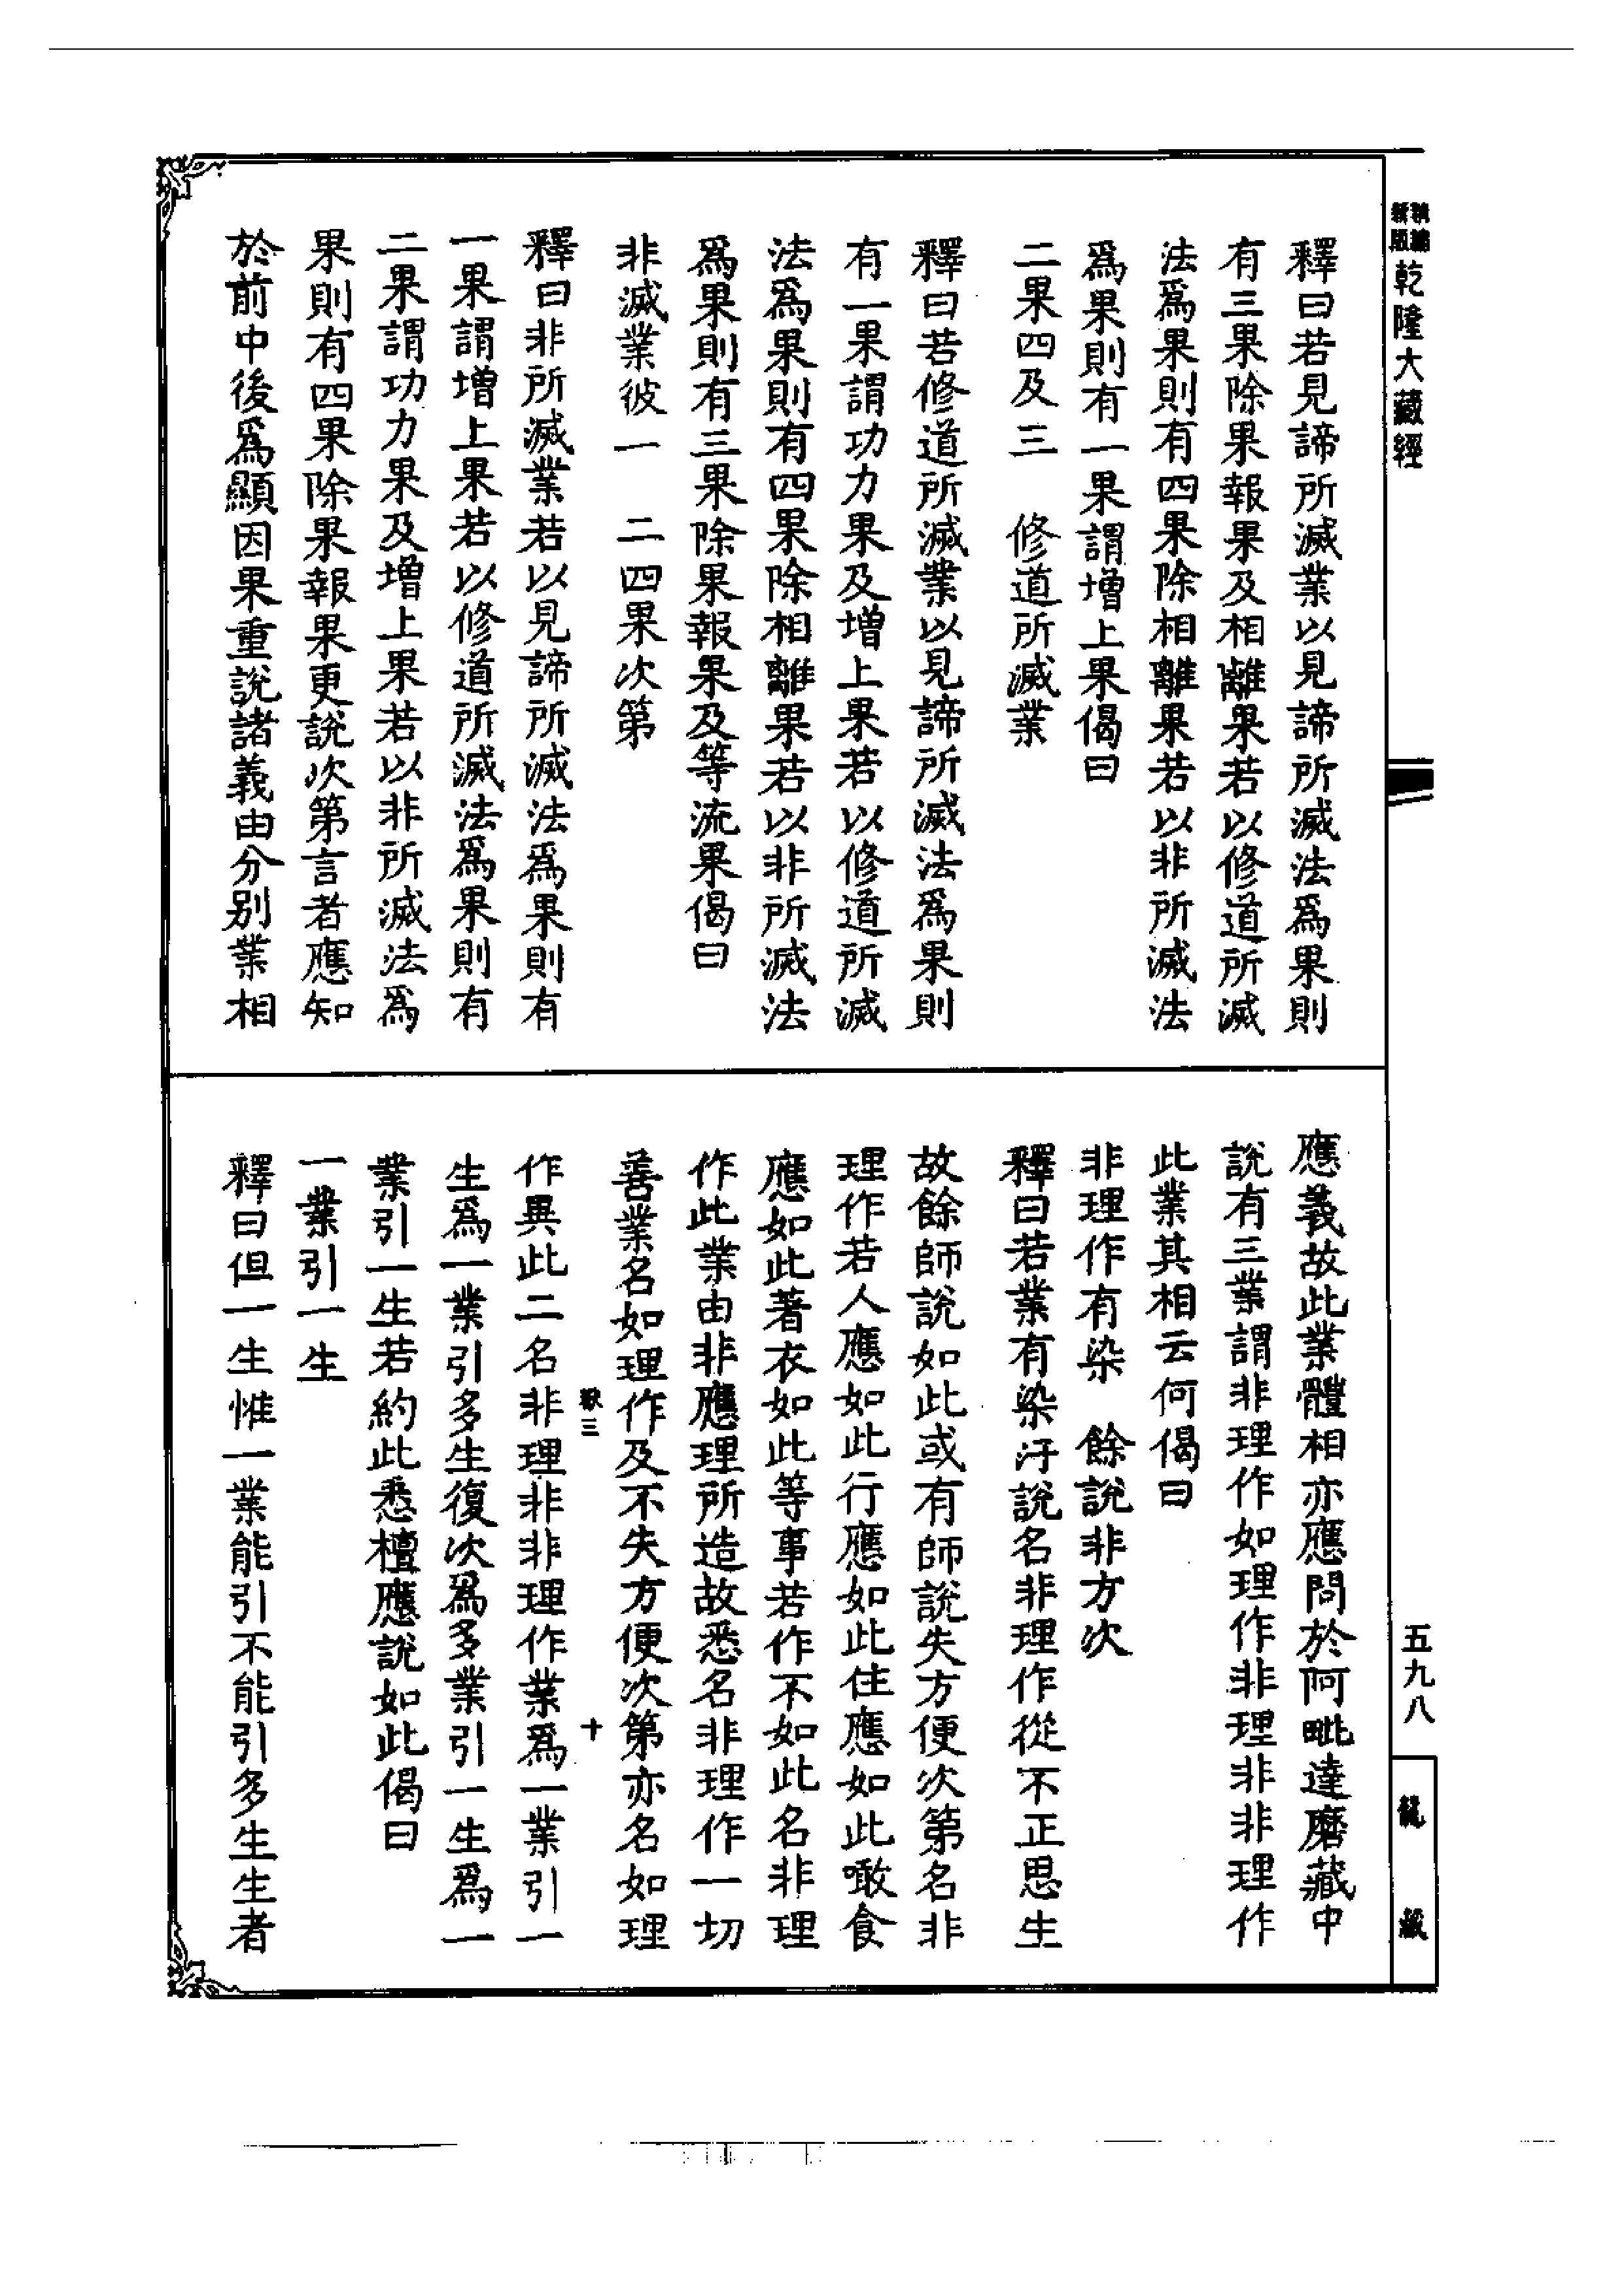 新編
新版
乾隆大藏經
釋曰若見諦所滅業以見諦所滅法爲果則
有三果除果報果及相離果若以修道所滅
法爲果則有四果除相離果若以非所滅法
爲果則有一果謂增上果偈曰
二果四及三　修道所滅業
釋曰若修道所滅業以見諦所滅法爲果則
有一果謂功力果及增上果若以修道所滅
法爲果則有四果除相離果若以非所滅法
爲果則有三果除果報果及等流果偈曰
非滅業彼一　二四果次第
釋曰非所滅業若以見諦所滅法爲果則有
一果謂增上果若以修道所滅法爲果則有
二果謂功力果及增上果若以非所滅法爲
果則有四果除果報果更說次第言者應知
於前中後爲顯因果重說諸義由分別業相
應義故此業體相亦應問於阿毗達磨藏中
說有三業謂非理作如理作非理非非理作
此業其相云何偈曰
非理作有染　餘說非方次
釋曰若業有染汙說名非理作從不正思生
故餘師說如此或有師說失方便次第名非
理作若人應如此行應如此住應如此噉食
應如此著衣如此等事若作不如此名非理
作此業由非應理所造故悉名非理作一切
善業名如理作及不失方便次第亦名如理
三　十
作異此二名非理非非理作業爲一業引一
生爲一業引多生復次爲多業引一生爲一
業引一生若約此悉檀應說如此偈曰
一業引一生
釋曰但一生惟一業能引不能引多生生者
五九八
龍藏